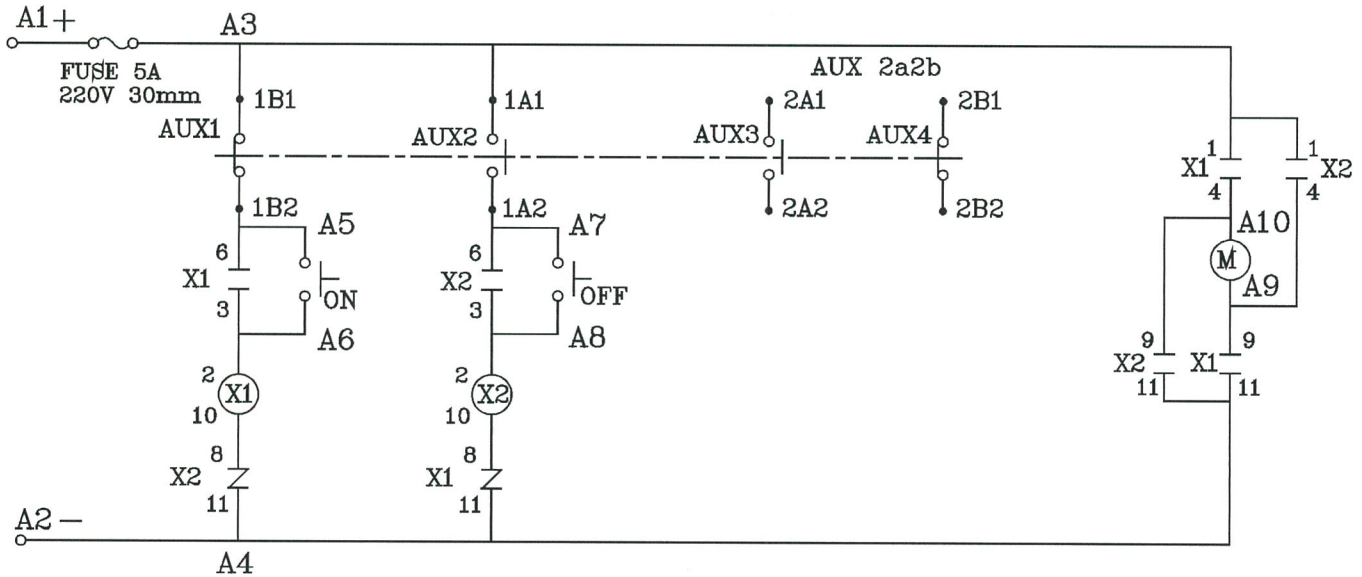 A1+
A3
FUSE 5A
220V 30mm
AUX 2a2b
1B1
1A1
2A1
2B1
AUX1
AUX2
AUX3
AUX4
1
X1
4
1
X2
4
1B2
1A2
2A2
2B2
A5
A7
A10
6
X1
3
ON
6
X2
3
OFF
M
A9
A6
A8
9
X2
11
9
X1
11
2
X1
10
2
X2
10
8
X2
11
8
X1
11
A2-
A4